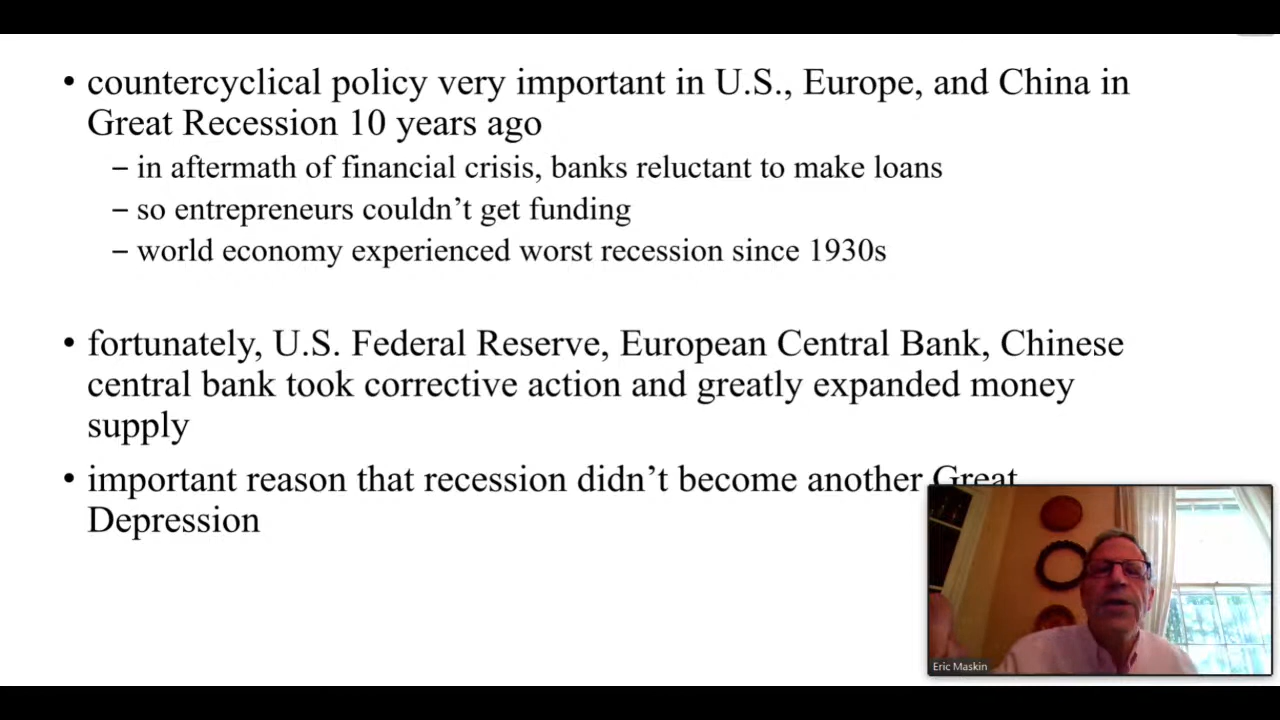 • countercyclical policy very important in U.S., Europe, and China in
Great Recession 10 years ago
– in aftermath of financial crisis, banks reluctant to make loans
– so entrepreneurs couldn’t get funding
– world economy experienced worst recession since 1930s
• fortunately, U.S. Federal Reserve, European Central Bank, Chinese
central bank took corrective action and greatly expanded money
supply
• important reason that recession didn’t become another Great
Depression
Eric Maskin